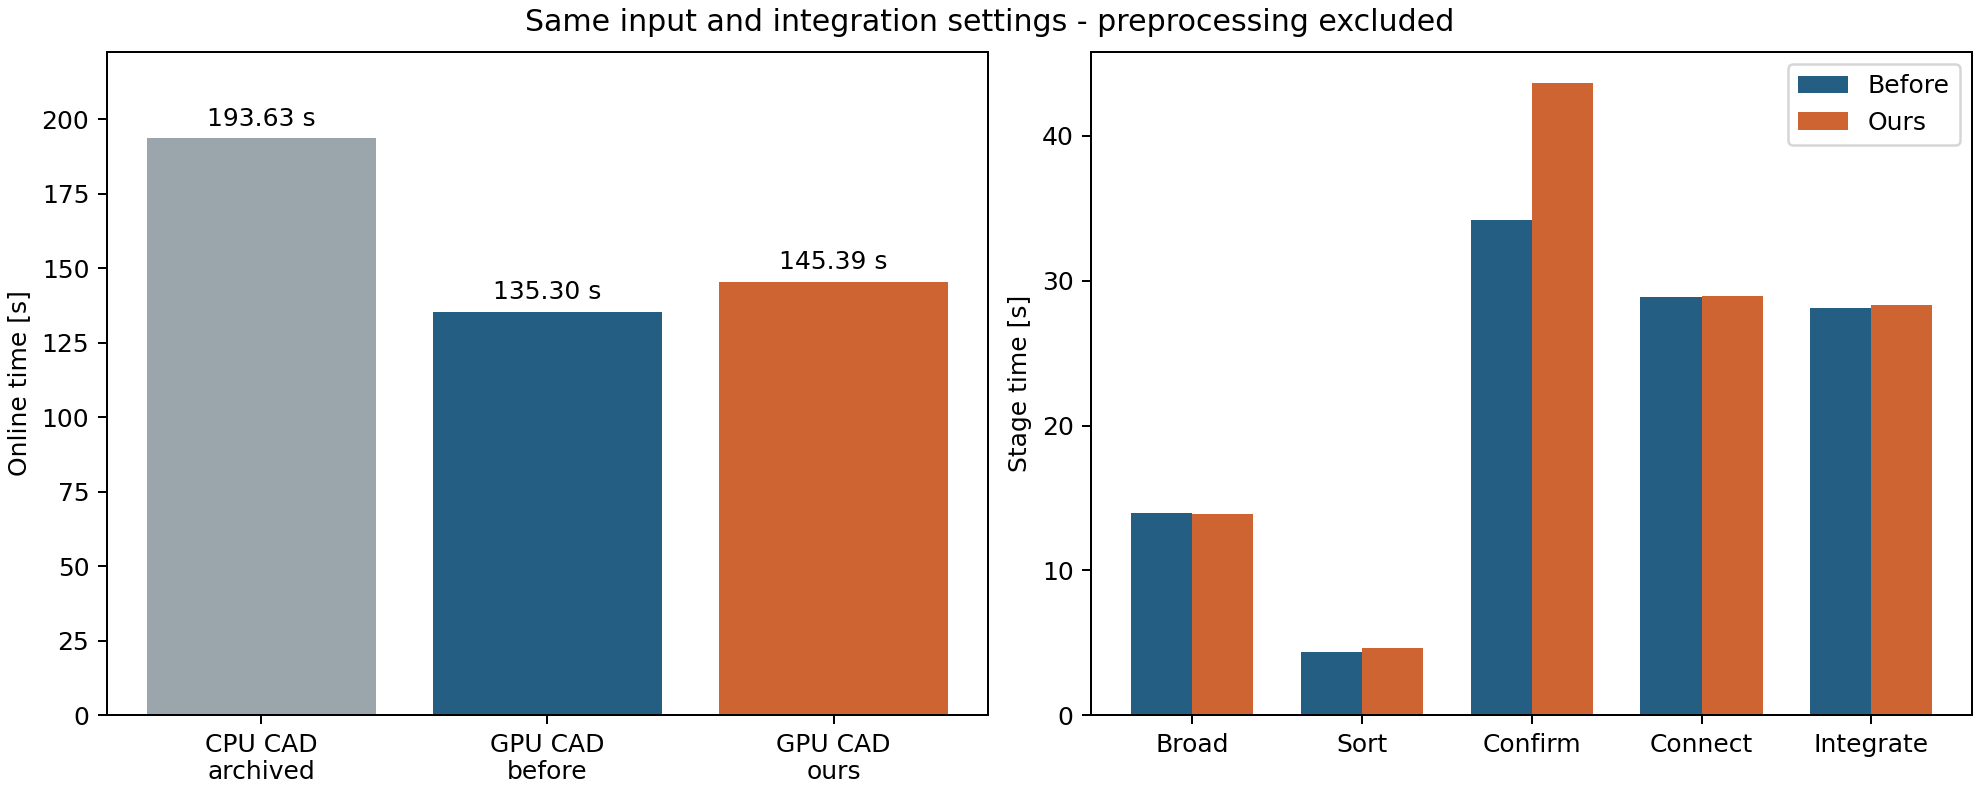 Same input and integration settings - preprocessing excluded
Online time [s]
200
175
150
125
100
75
50
25
0
193.63 s
135.30 s
145.39 s
CPU CAD
archived
GPU CAD
before
GPU CAD
ours
Stage time [s]
40
30
20
10
0
Before
Ours
Broad
Sort
Confirm
Connect
Integrate